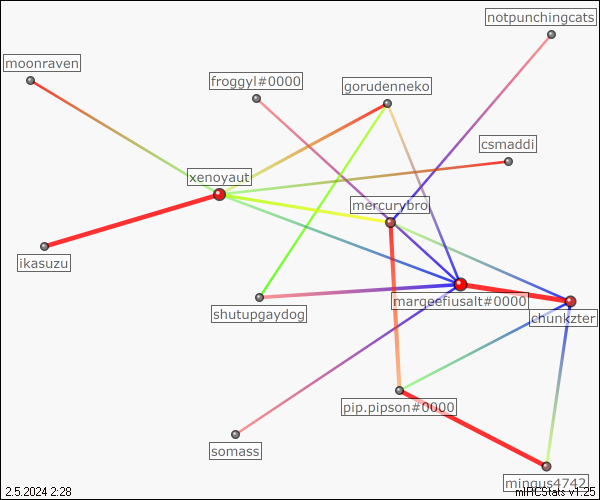 notpunchingcats
moonraven
froggyl#0000
gorudenneko
csmaddi
xenoyaut
mercurybrol
ikasuzu
margeefiusalt#0000
shutupgaydog
chunkzter
pip.pipson#0000
somass
mingus4742
2.5.2024 2:28
mIRCStats v1.25